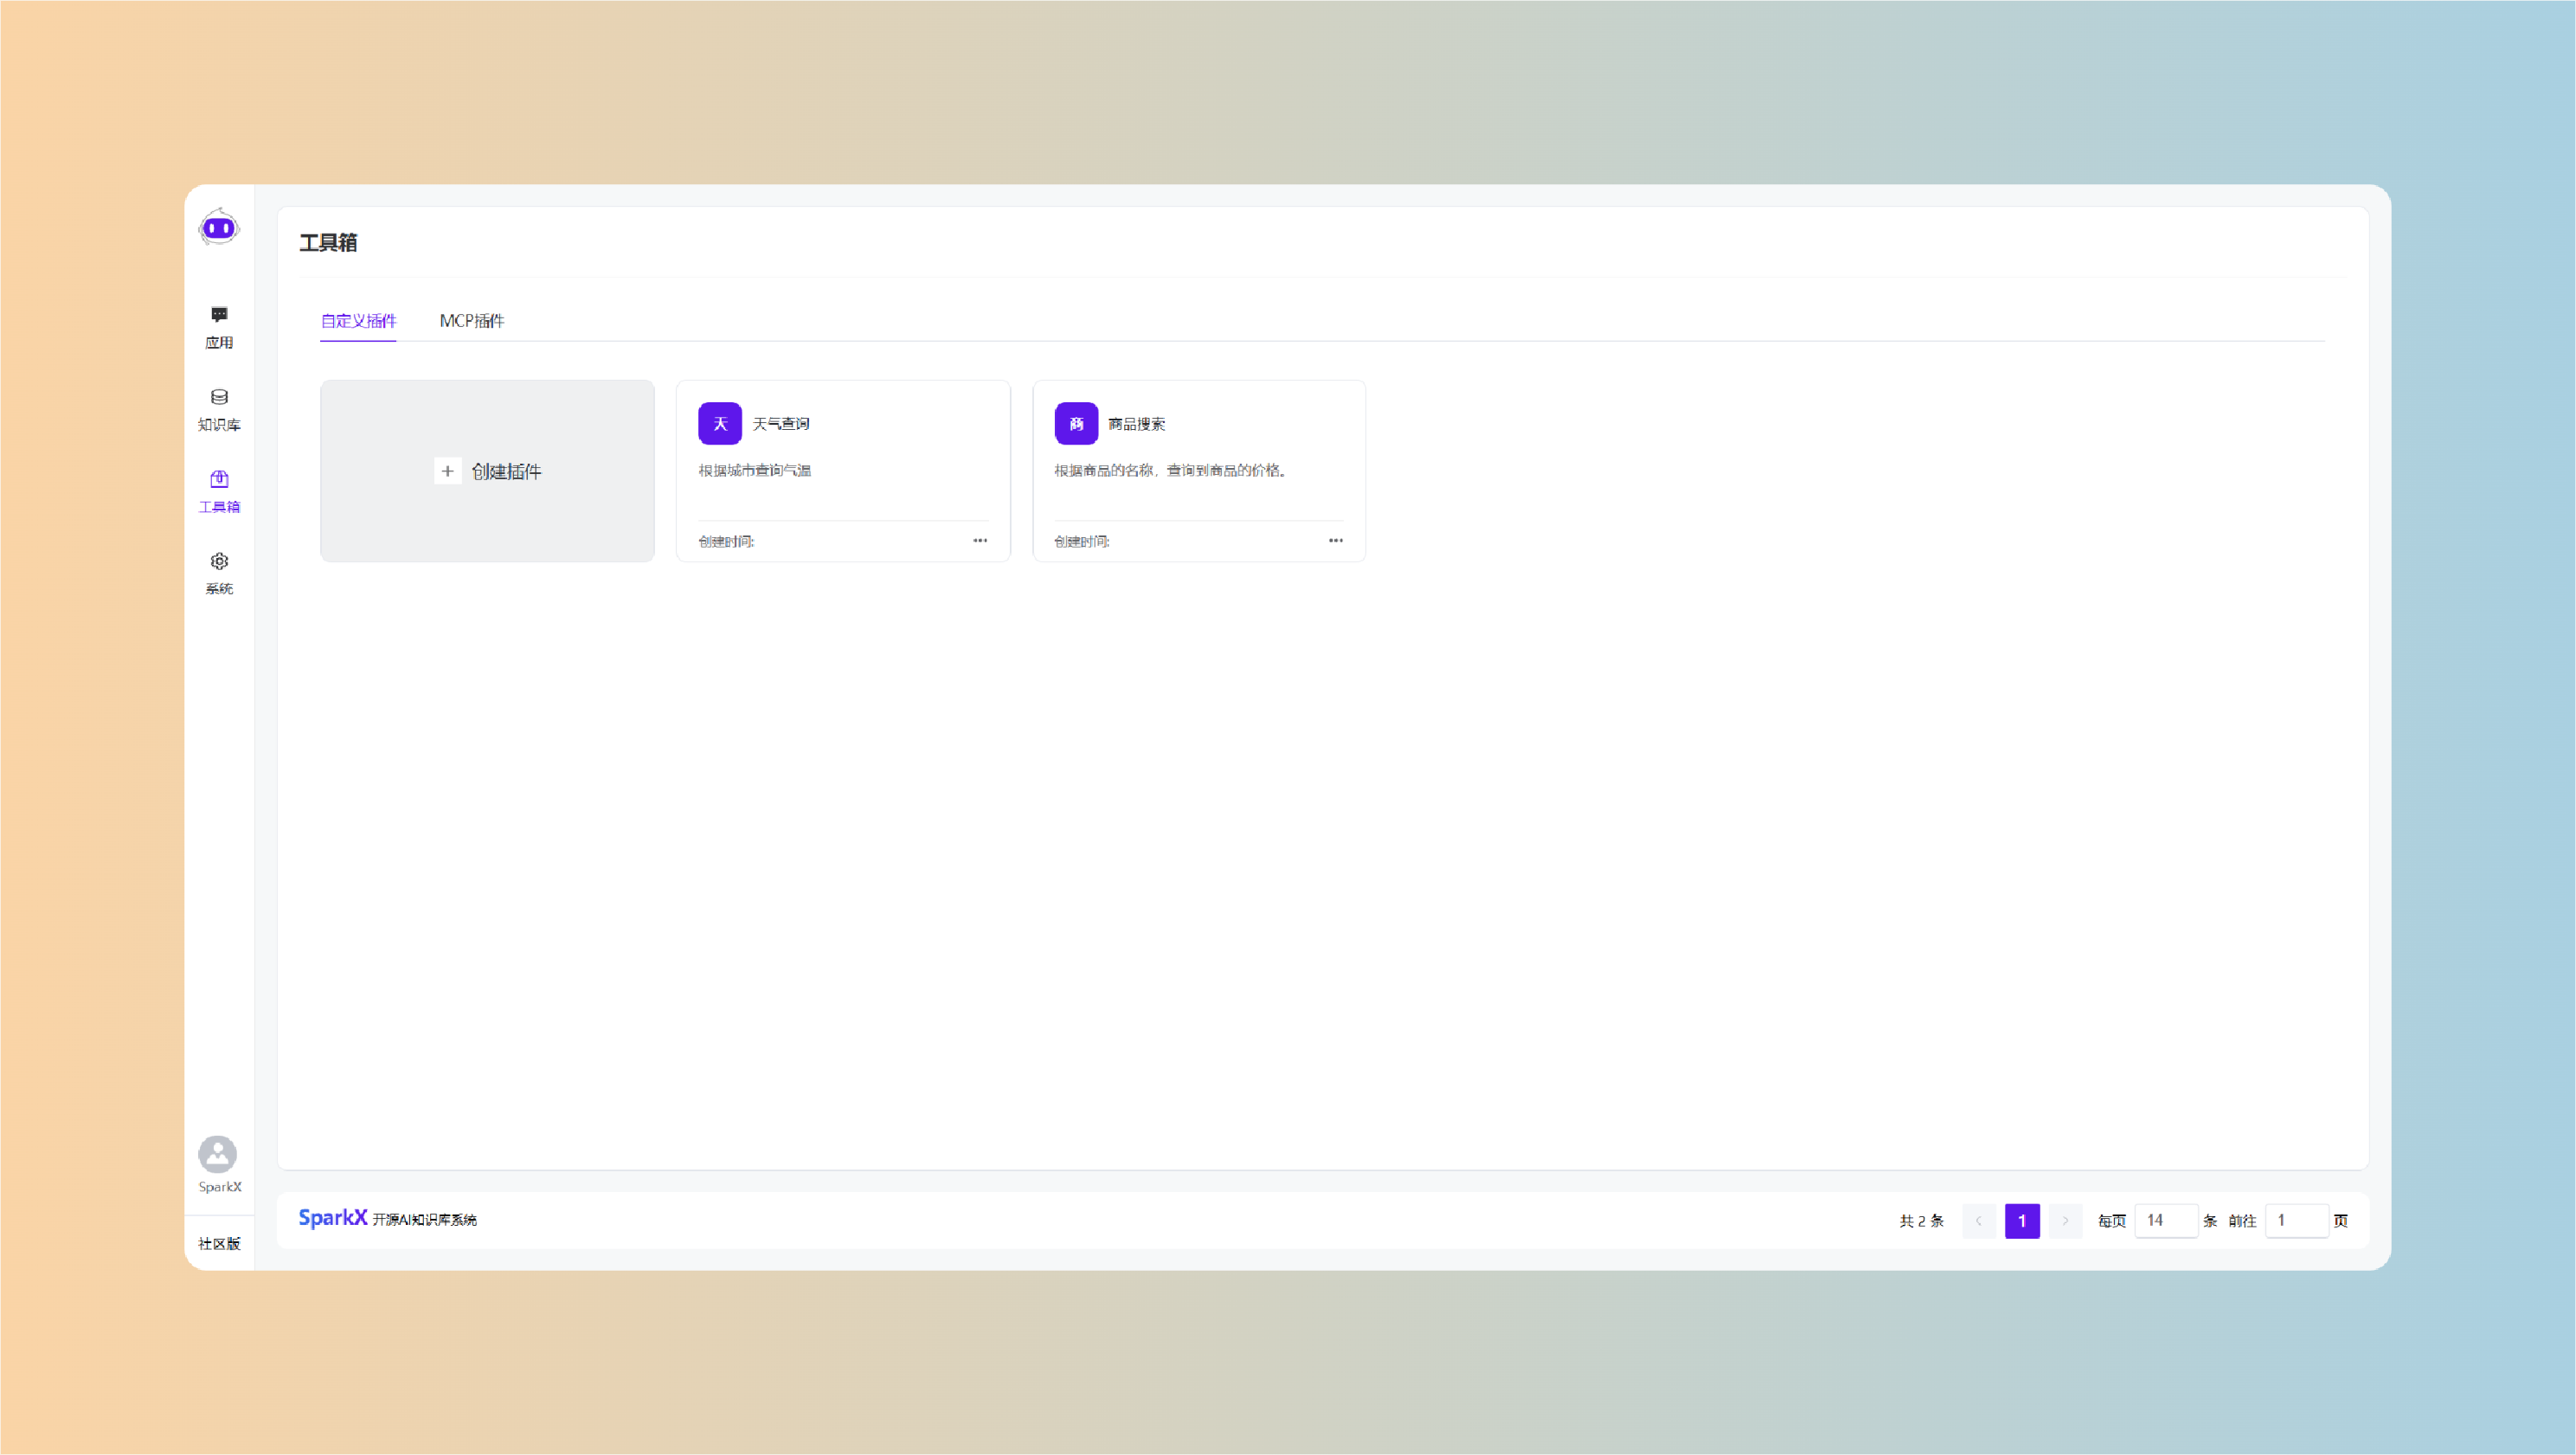 工具箱
应用
知识库
工具箱
系统
SparkX
社区版
自定义插件 MCP插件
+ 创建插件
天 天气查询
根据城市查询气温
创建时间:
商 商品搜索
根据商品的名称，查询到商品的价格。
创建时间:
SparkX 开源AI知识库系统
共 2 条 1 每页 14 条 前往 1 页